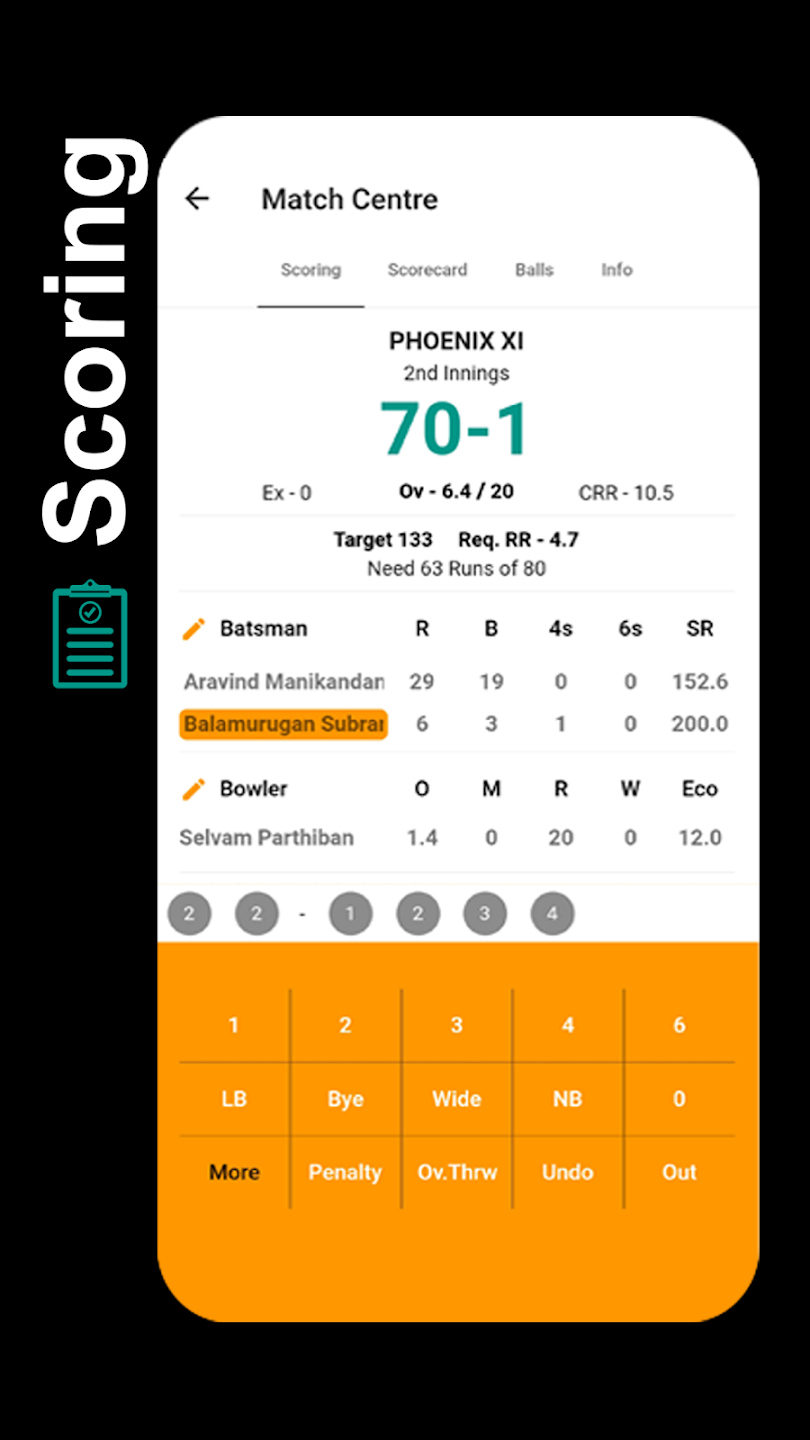 Scoring
Match Centre
Scoring Scorecard Balls Info
PHOENIX XI
2nd Innings
70-1
Ex - 0 Ov - 6.4 / 20 CRR - 10.5
Target 133 Req. RR - 4.7
Need 63 Runs of 80
Batsman R B 4s 6s SR
Aravind Manikandan 29 19 0 0 152.6
Balamurugan Subrar 6 3 1 0 200.0
Bowler O M R W Eco
Selvam Parthiban 1.4 0 20 0 12.0
2 2 - 1 2 3 4
1 2 3 4 6
LB Bye Wide NB 0
More Penalty Ov.Thrw Undo Out